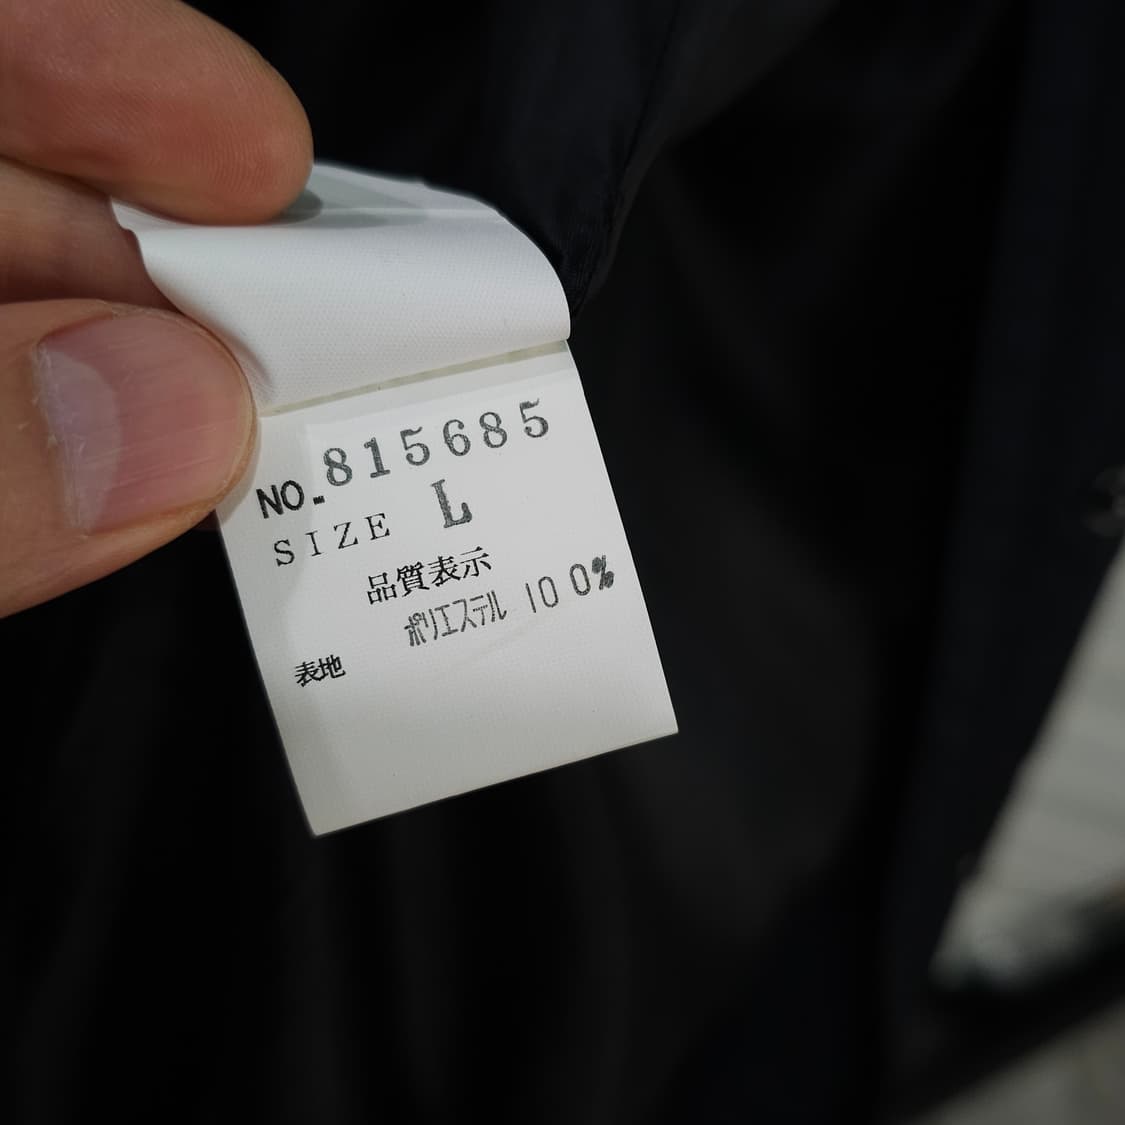 NO.815685
SIZE L
品質表示
ポリエステル 100%
表地